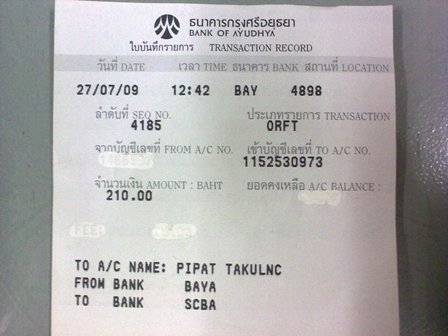 ธนาคารกรุงศรีอยุธยา
BANK OF AYUDHYA
ใบบันทึกรายการ TRANSACTION RECORD
วันที่ DATE เวลา TIME ธนาคาร BANK สถานที่ LOCATION
27/07/09 12:42 BAY 4898
ลำดับที่ SEQ NO. ประเภทรายการ TRANSACTION
4185 ORFT
จากบัญชีเลขที่ FROM A/C NO. เข้าบัญชีเลขที่ TO A/C NO.
1152530973
จำนวนเงิน AMOUNT : BAHT ยอดคงเหลือ A/C BALANCE :
210.00
FEE:
TO A/C NAME: PIPAT TAKULNC
FROM BANK BAYA
TO BANK SCBA